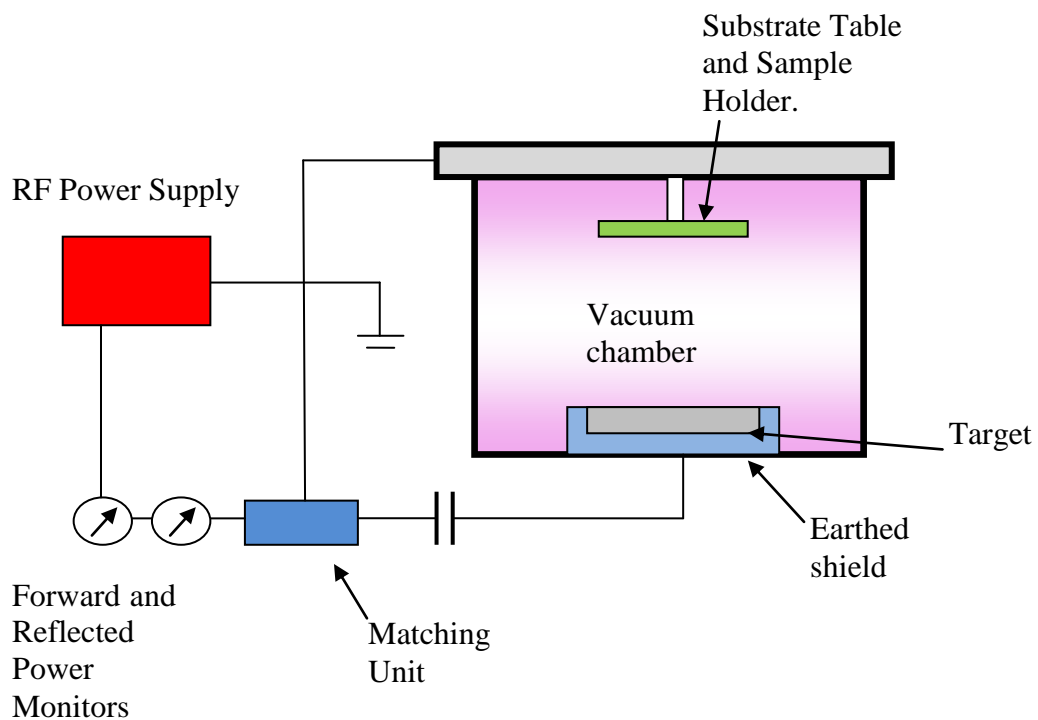 Substrate Table
and Sample
Holder.
RF Power Supply
Vacuum
chamber
Target
Earthed
shield
Forward and
Reflected
Power
Monitors
Matching
Unit